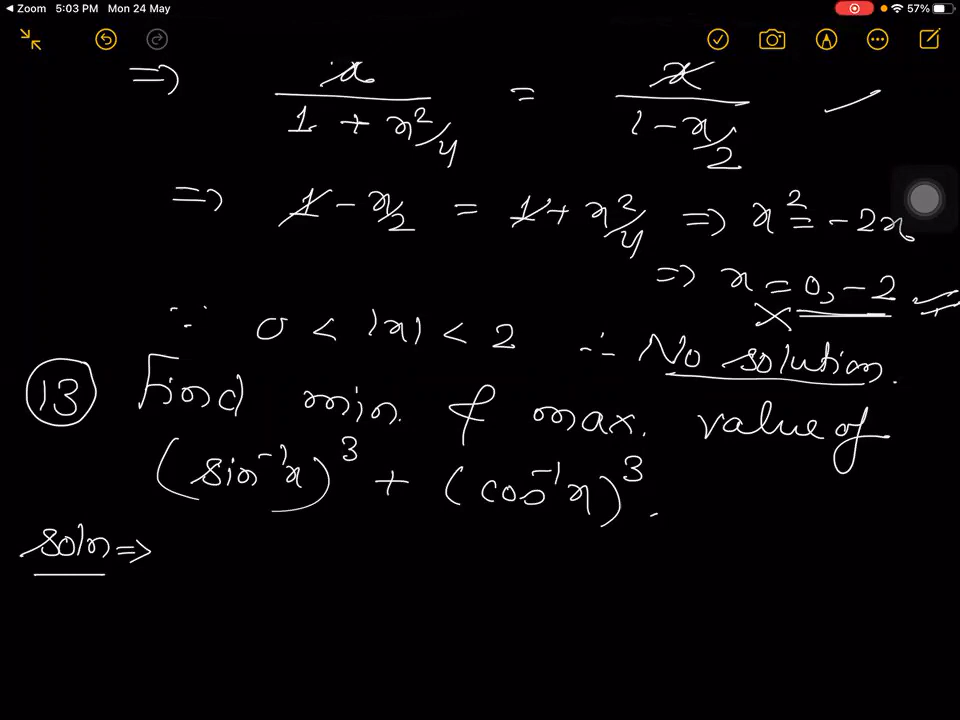 Zoom 5:03 PM Mon 24 May 57%
⇒ x/(1 + x²/4) = x/(1 - x/2)
⇒ 1 - x/2 = 1 + x²/4 ⇒ x² = -2x
⇒ x = 0, -2
∵ 0 < |x| < 2 ∴ No solution.
13 Find min & max. value of
(sin⁻¹x)³ + (cos⁻¹x)³.
Soln ⇒